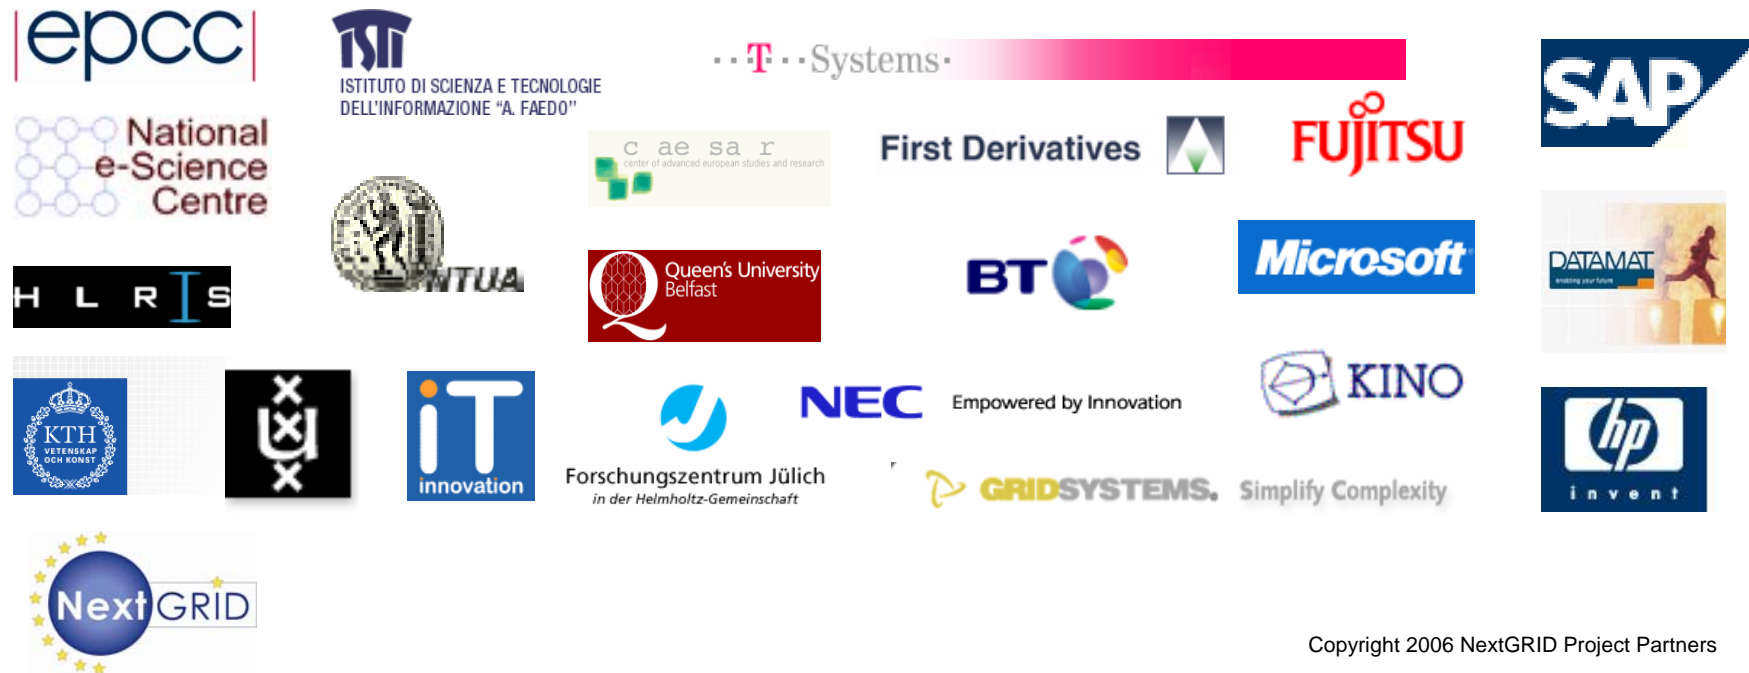 epcc
ISTI
ISTITUTO DI SCIENZA E TECNOLOGIE
DELL'INFORMAZIONE "A. FAEDO"
T Systems
SAP
National
e-Science
Centre
c ae sa r
center of advanced european studies and research
First Derivatives
FUJITSU
NTUA
H L R I S
Queen's University
Belfast
BT
Microsoft
DATAMAT
enabling your future
KTH
VETENSKAP
OCH KONST
U
iT
innovation
Forschungszentrum Jülich
in der Helmholtz-Gemeinschaft
NEC Empowered by Innovation
KINO
GRIDSYSTEMS. Simplify Complexity
hp
invent
NextGRID
Copyright 2006 NextGRID Project Partners